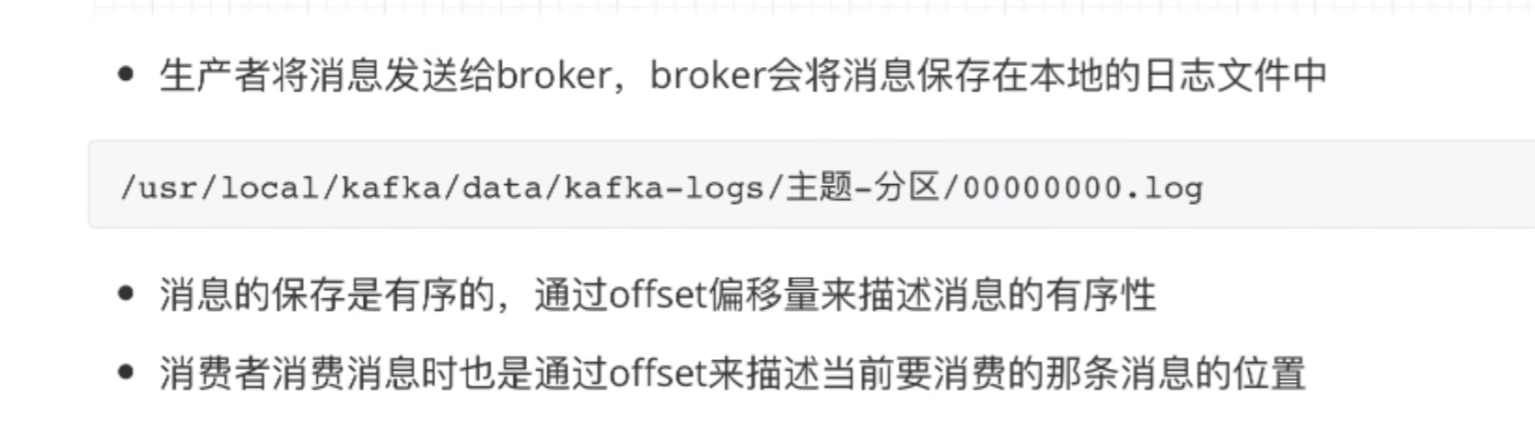 生产者将消息发送给broker，broker会将消息保存在本地的日志文件中
/usr/local/kafka/data/kafka-logs/主题-分区/00000000.log
消息的保存是有序的，通过offset偏移量来描述消息的有序性
消费者消费消息时也是通过offset来描述当前要消费的那条消息的位置